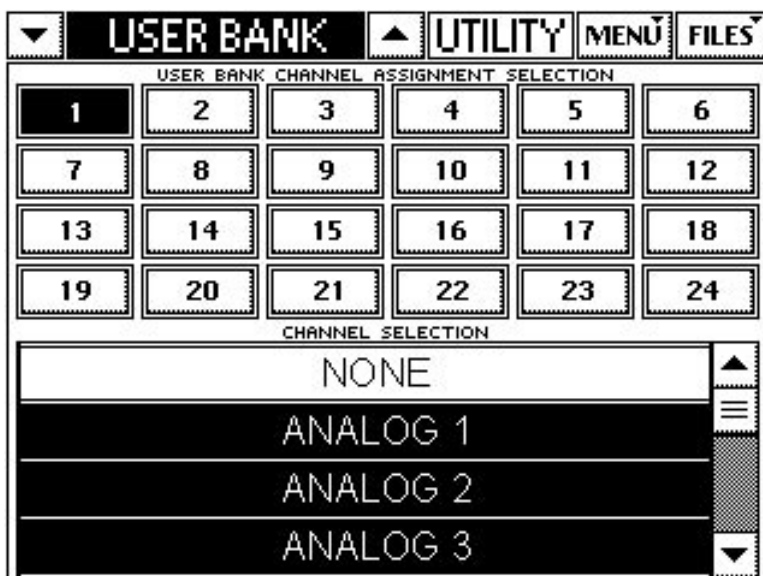 USER BANK UTILITY MENU FILES
USER BANK CHANNEL ASSIGNMENT SELECTION
1 2 3 4 5 6
7 8 9 10 11 12
13 14 15 16 17 18
19 20 21 22 23 24
CHANNEL SELECTION
NONE
ANALOG 1
ANALOG 2
ANALOG 3